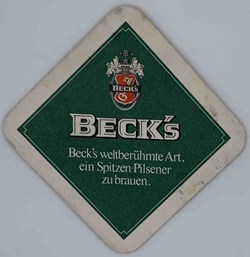 BECK'S
BECK'S
Beck's weltberühmte Art,
ein Spitzen-Pilsener
zu brauen.